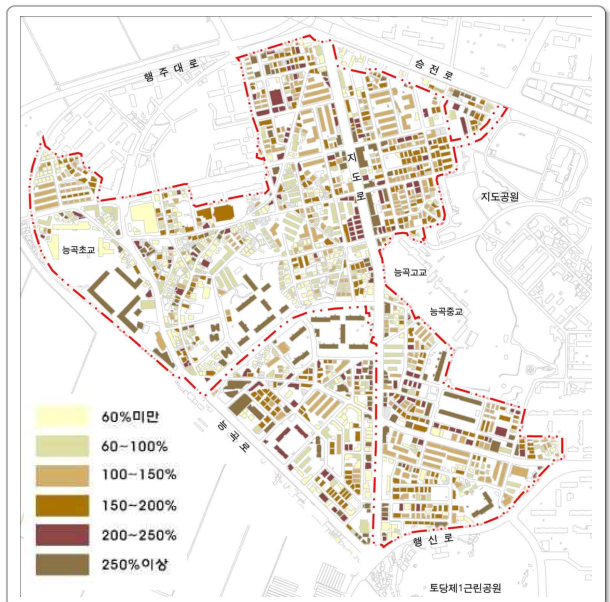 행주대로
승전로
지도로
지도공원
능곡초교
능곡고교
능곡중교
60%미만
60~100%
100~150%
150~200%
200~250%
250%이상
능곡로
행신로
토당제1근린공원